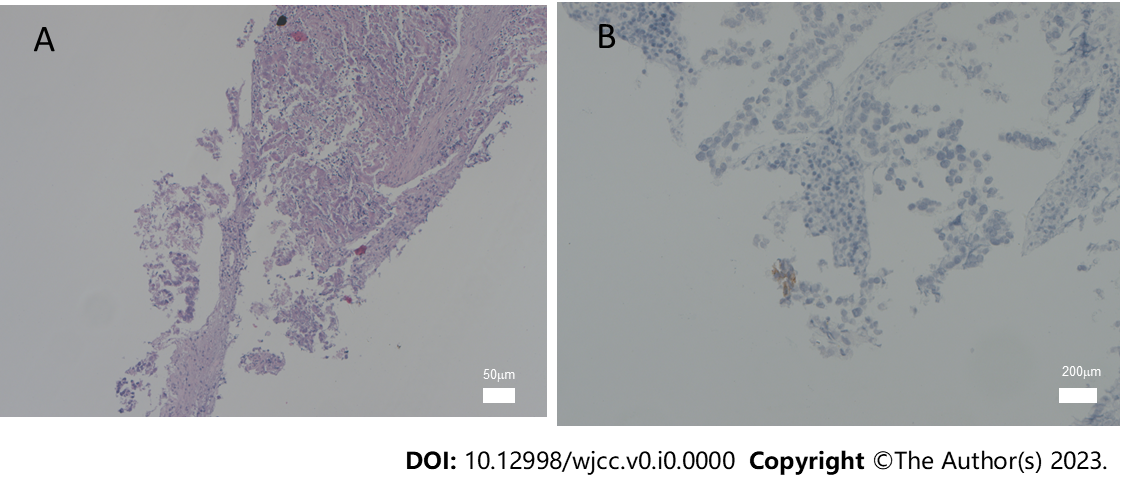 A
B
50μm
200μm
DOI: 10.12998/wjcc.v0.i0.0000 Copyright ©The Author(s) 2023.